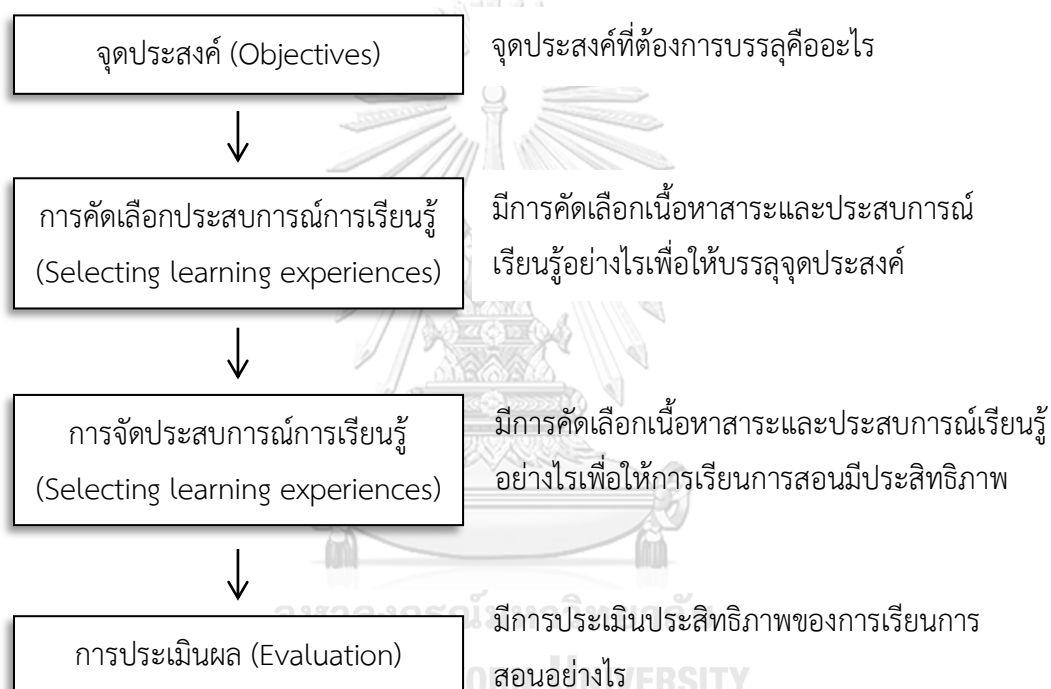 จุดประสงค์ (Objectives)
จุดประสงค์ที่ต้องการบรรลุคืออะไร
การคัดเลือกประสบการณ์การเรียนรู้
(Selecting learning experiences)
มีการคัดเลือกเนื้อหาสาระและประสบการณ์
เรียนรู้อย่างไรเพื่อให้บรรลุจุดประสงค์
การจัดประสบการณ์การเรียนรู้
(Selecting learning experiences)
มีการคัดเลือกเนื้อหาสาระและประสบการณ์เรียนรู้
อย่างไรเพื่อให้การเรียนการสอนมีประสิทธิภาพ
การประเมินผล (Evaluation)
มีการประเมินประสิทธิภาพของการเรียนการ
สอนอย่างไร